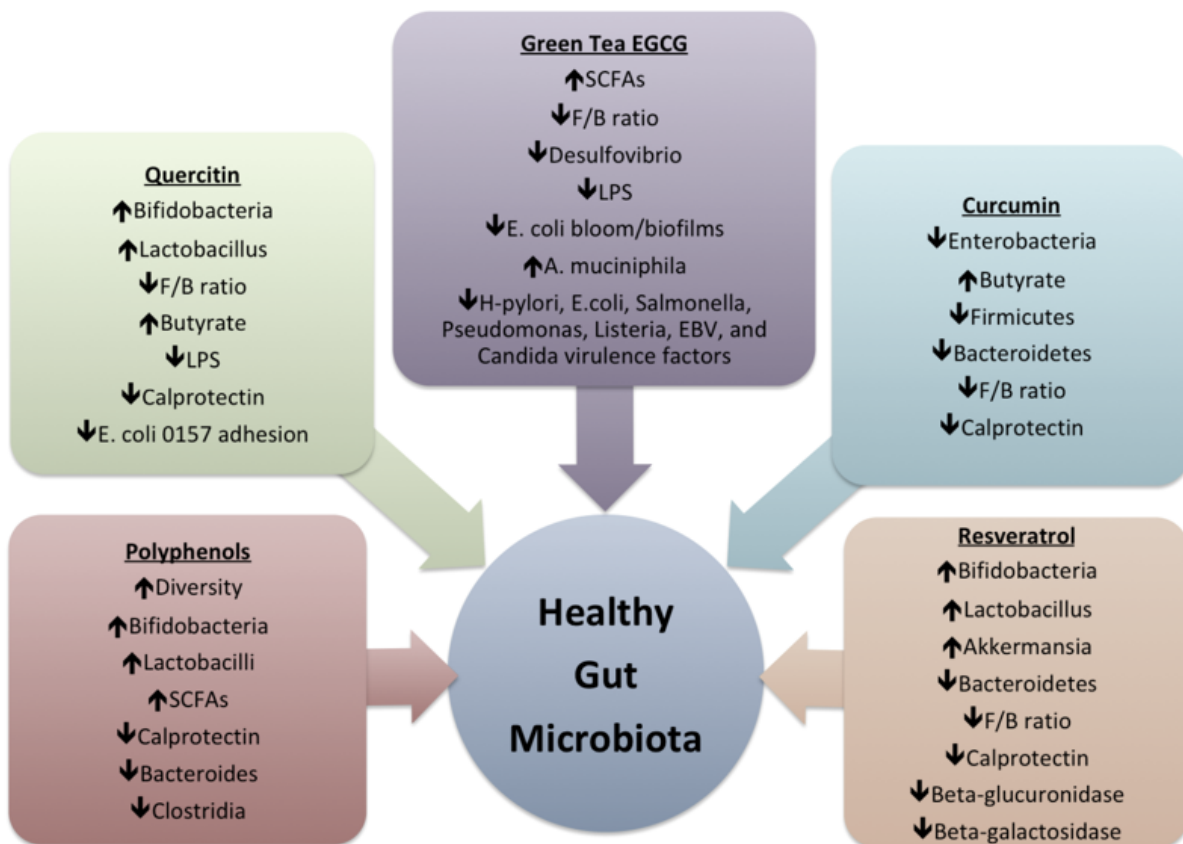 Green Tea EGCG
↑SCFAs
↓F/B ratio
↓Desulfovibrio
↓LPS
↓E. coli bloom/biofilms
↑A. muciniphila
↓H-pylori, E.coli, Salmonella,
Pseudomonas, Listeria, EBV, and
Candida virulence factors
Quercitin
↑Bifidobacteria
↑Lactobacillus
↓F/B ratio
↑Butyrate
↓LPS
↓Calprotectin
↓E. coli 0157 adhesion
Curcumin
↓Enterobacteria
↑Butyrate
↓Firmicutes
↓Bacteroidetes
↓F/B ratio
↓Calprotectin
Polyphenols
↑Diversity
↑Bifidobacteria
↑Lactobacilli
↑SCFAs
↓Calprotectin
↓Bacteroides
↓Clostridia
Healthy
Gut
Microbiota
Resveratrol
↑Bifidobacteria
↑Lactobacillus
↑Akkermansia
↓Bacteroidetes
↓F/B ratio
↓Calprotectin
↓Beta-glucuronidase
↓Beta-galactosidase